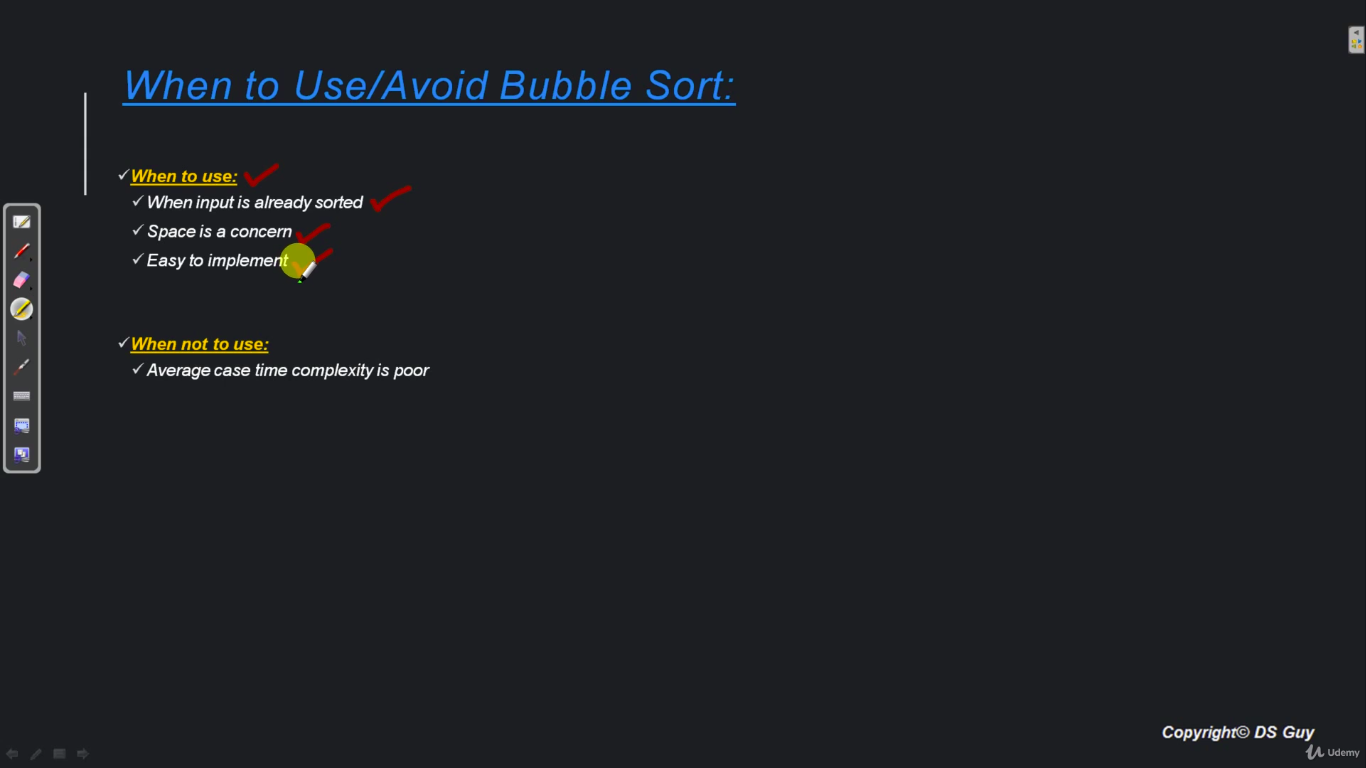 When to Use/Avoid Bubble Sort:
When to use:
When input is already sorted
Space is a concern
Easy to implement
When not to use:
Average case time complexity is poor
Copyright© DS Guy
Udemy